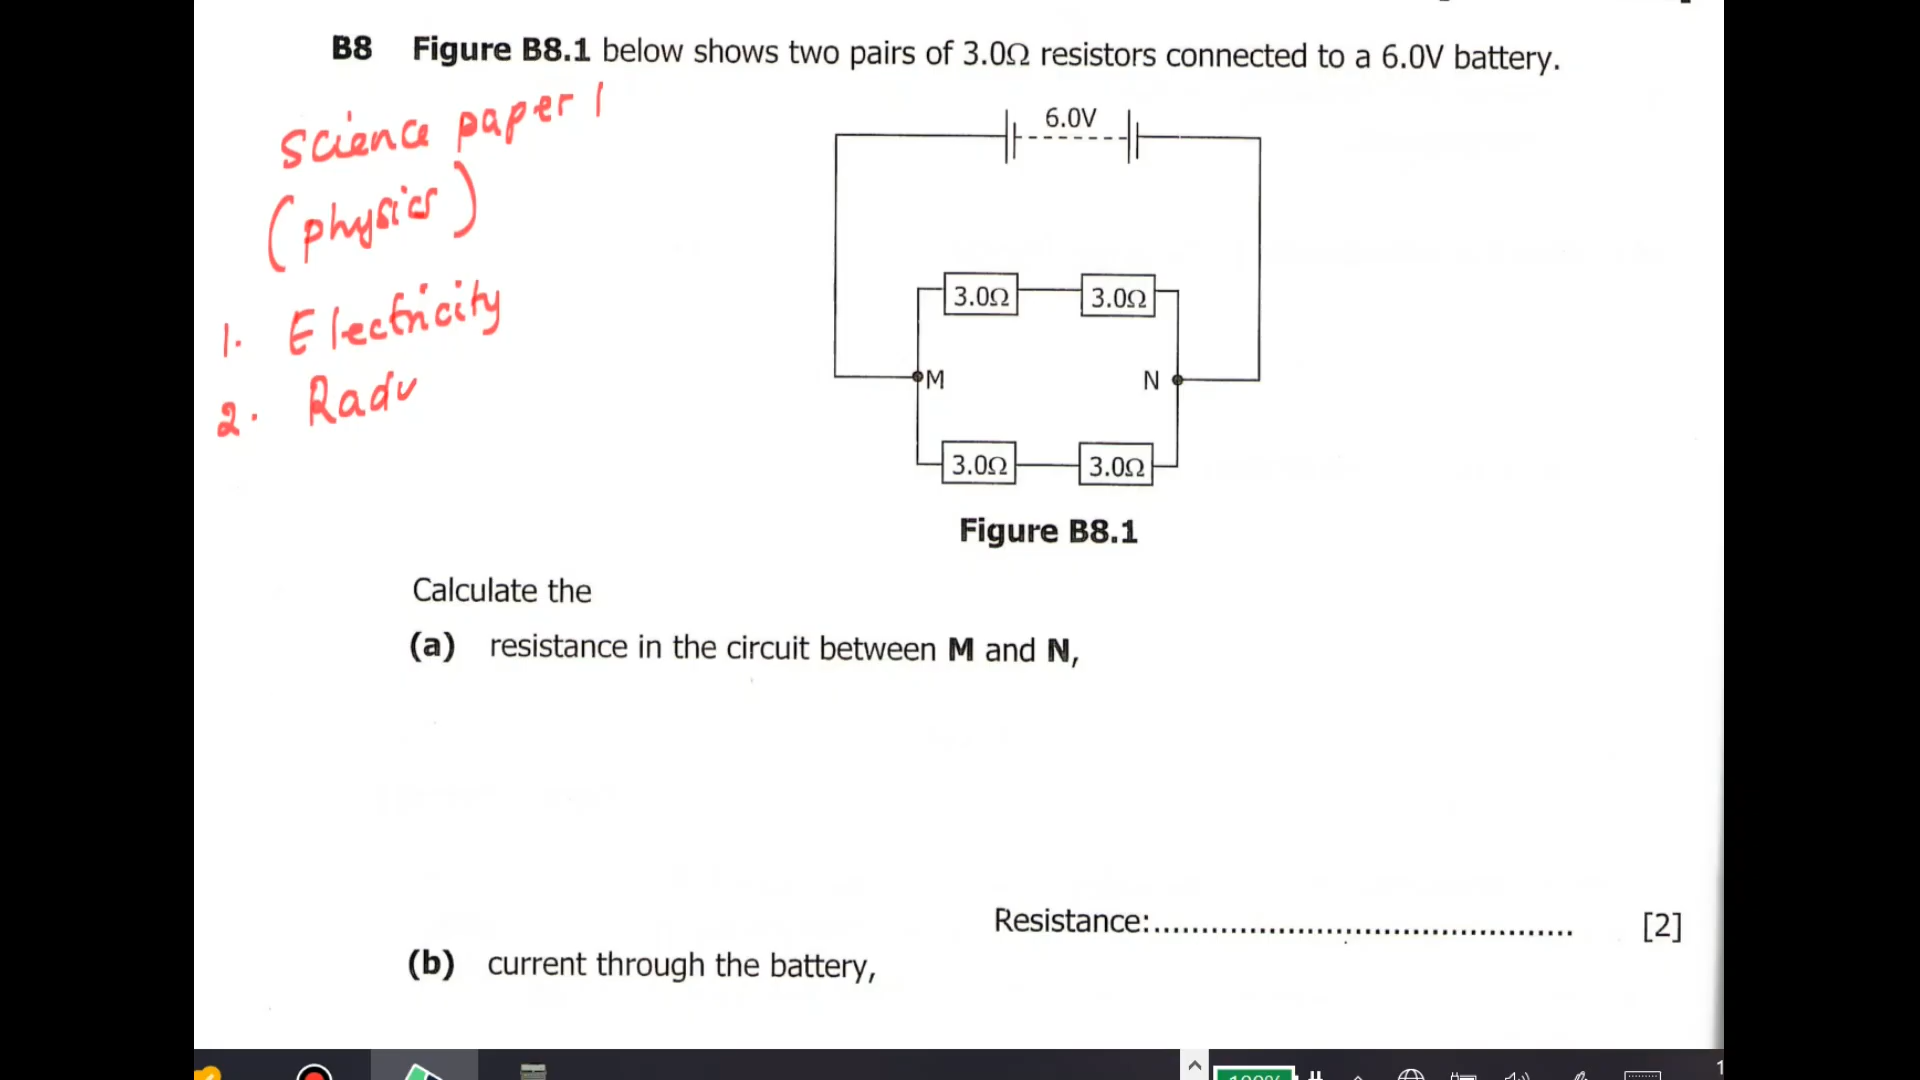 B8 Figure B8.1 below shows two pairs of 3.0Ω resistors connected to a 6.0V battery.
science paper 1
(physics)
1. Electricity
2. Radu
6.0V
3.0Ω 3.0Ω
M N
3.0Ω 3.0Ω
Figure B8.1
Calculate the
(a) resistance in the circuit between M and N,
Resistance:............................................ [2]
(b) current through the battery,